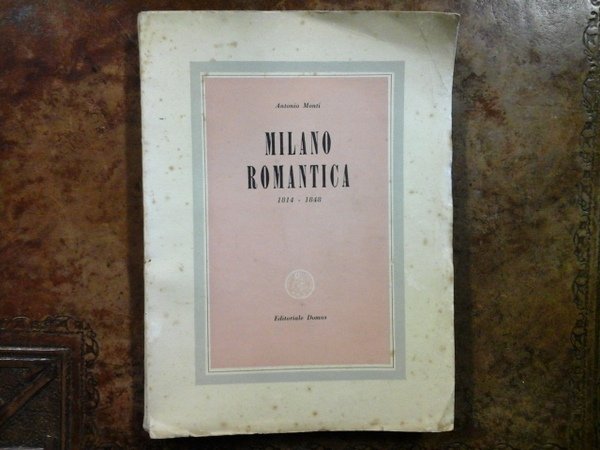 Antonio Monti
MILANO
ROMANTICA
1814 - 1848
Editoriale Domus